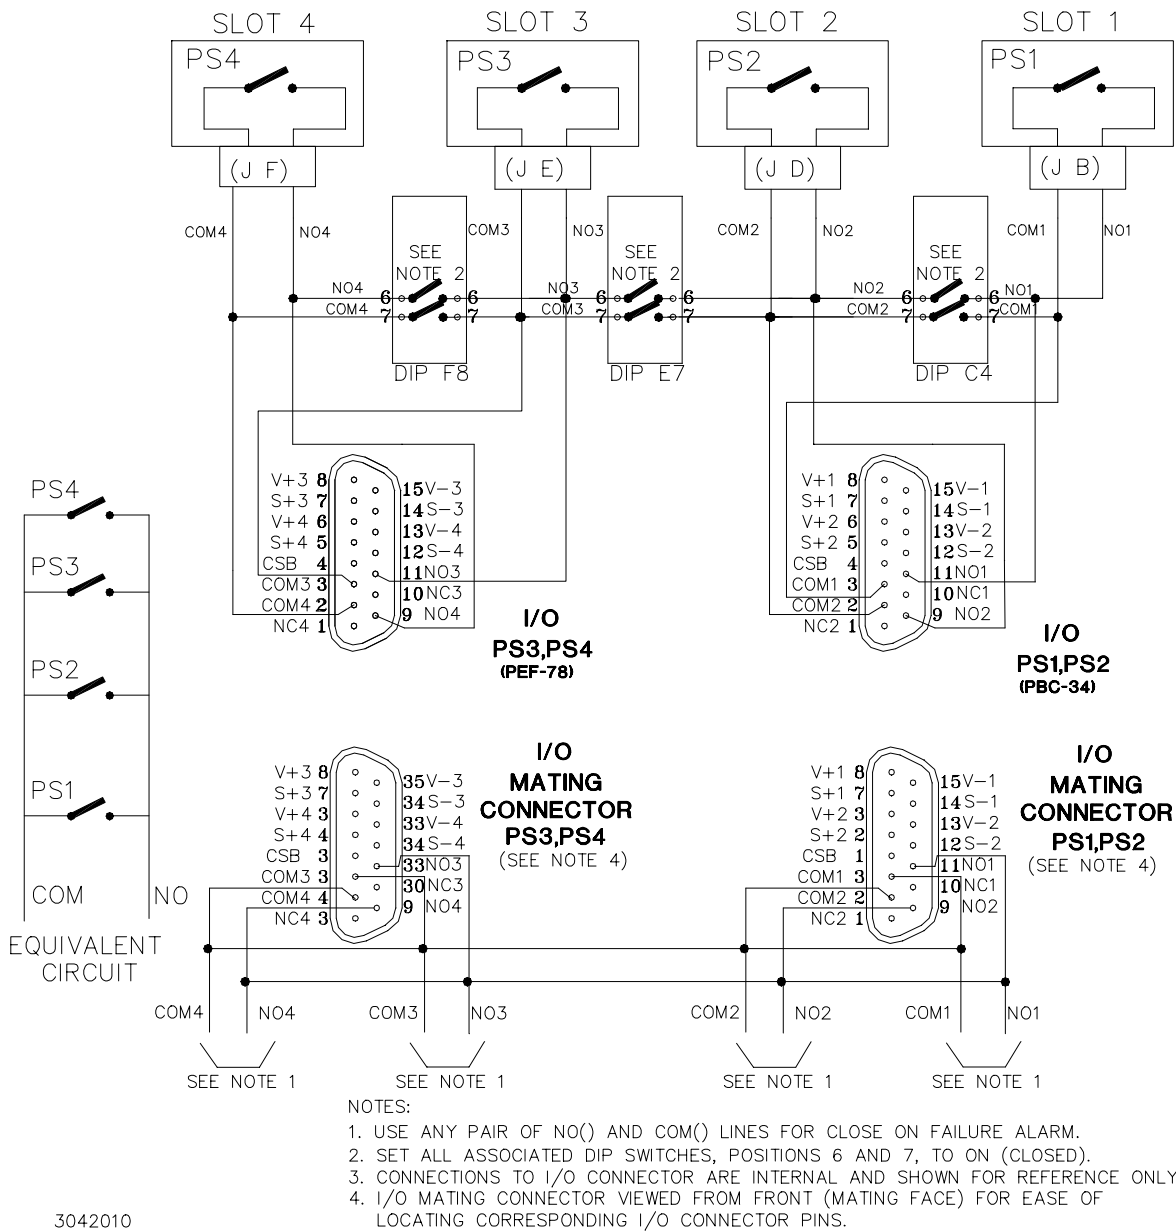 SLOT 4 SLOT 3 SLOT 2 SLOT 1
PS4 PS3 PS2 PS1
(J F) (J E) (J D) (J B)
COM4 NO4 COM3 NO3 COM2 NO2 COM1 NO1
SEE NOTE 2 SEE NOTE 2 SEE NOTE 2
NO4 6 6 NO3 6 6 NO2 6 6 NO1
COM4 7 7 COM3 7 7 COM2 7 7 COM1
DIP F8 DIP E7 DIP C4
V+3 8
S+3 7
V+4 6
S+4 5
CSB 4
COM3 3
COM4 2
NC4 1
15 V-3
14 S-3
13 V-4
12 S-4
11 NO3
10 NC3
9 NO4
I/O
PS3,PS4
(PEF-78)
V+1 8
S+1 7
V+2 6
S+2 5
CSB 4
COM1 3
COM2 2
NC2 1
15 V-1
14 S-1
13 V-2
12 S-2
11 NO1
10 NC1
9 NO2
I/O
PS1,PS2
(PBC-34)
PS4
PS3
PS2
PS1
COM NO
EQUIVALENT
CIRCUIT
V+3 8
S+3 7
V+4 3
S+4 4
CSB 3
COM3 3
COM4 4
NC4 3
35 V-3
34 S-3
33 V-4
34 S-4
33 NO3
30 NC3
9 NO4
I/O
MATING
CONNECTOR
PS3,PS4
(SEE NOTE 4)
V+1 8
S+1 7
V+2 3
S+2 2
CSB 1
COM1 3
COM2 2
NC2 1
15 V-1
14 S-1
13 V-2
12 S-2
11 NO1
10 NC1
9 NO2
I/O
MATING
CONNECTOR
PS1,PS2
(SEE NOTE 4)
COM4 NO4 COM3 NO3 COM2 NO2 COM1 NO1
SEE NOTE 1 SEE NOTE 1 SEE NOTE 1 SEE NOTE 1
NOTES:
1. USE ANY PAIR OF NO() AND COM() LINES FOR CLOSE ON FAILURE ALARM.
2. SET ALL ASSOCIATED DIP SWITCHES, POSITIONS 6 AND 7, TO ON (CLOSED).
3. CONNECTIONS TO I/O CONNECTOR ARE INTERNAL AND SHOWN FOR REFERENCE ONLY
4. I/O MATING CONNECTOR VIEWED FROM FRONT (MATING FACE) FOR EASE OF
LOCATING CORRESPONDING I/O CONNECTOR PINS.
3042010